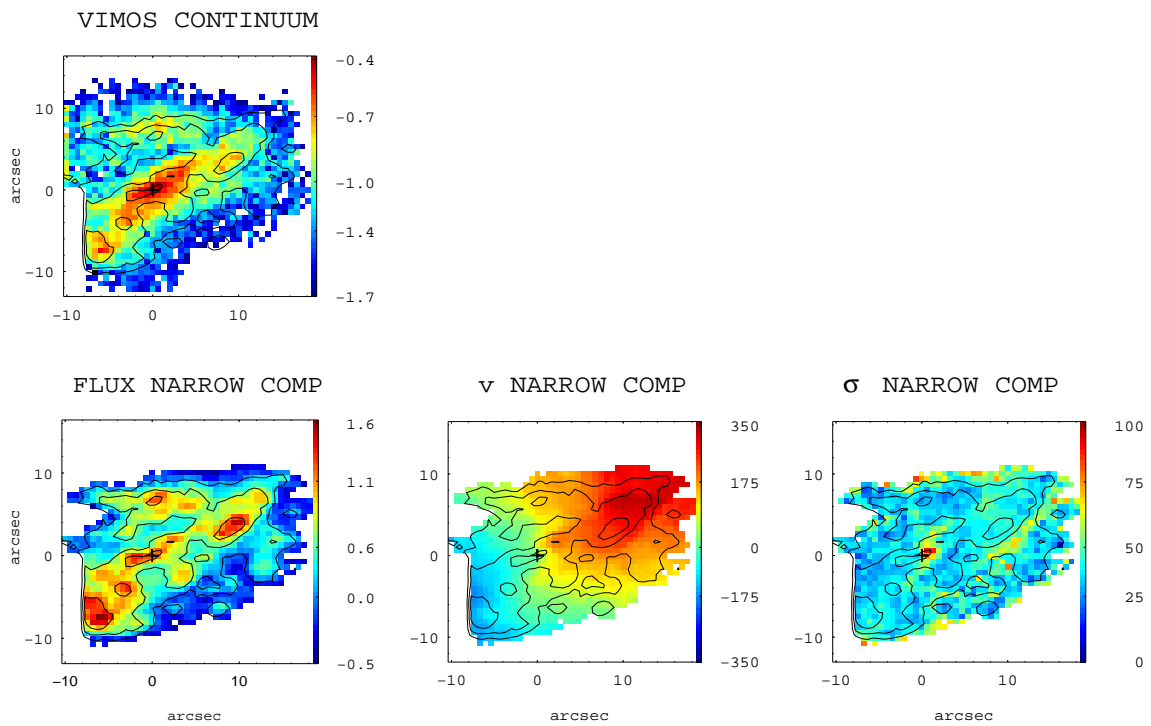 VIMOS CONTINUUM
−0.4
−0.7
−1.0
−1.4
−1.7
10
0
−10
arcsec
−10 0 10
FLUX NARROW COMP
1.6
1.1
0.6
0.0
−0.5
10
0
−10
arcsec
−10 0 10
arcsec
v NARROW COMP
350
175
0
−175
−350
10
0
−10
−10 0 10
arcsec
σ NARROW COMP
100
75
50
25
0
10
0
−10
−10 0 10
arcsec